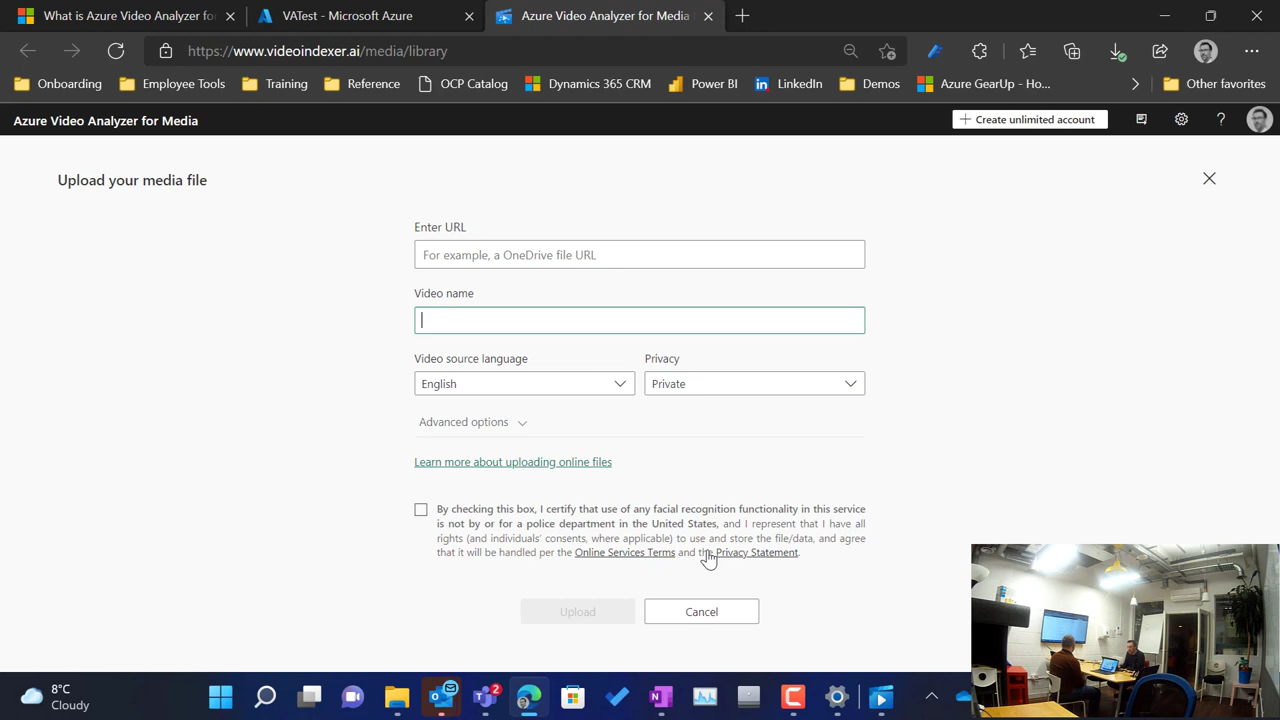 What is Azure Video Analyzer for
VATest - Microsoft Azure
Azure Video Analyzer for Media
https://www.videoindexer.ai/media/library
Onboarding
Employee Tools
Training
Reference
OCP Catalog
Dynamics 365 CRM
Power BI
LinkedIn
Demos
Azure GearUp - Ho...
Other favorites
Azure Video Analyzer for Media
Create unlimited account
Upload your media file
Enter URL
For example, a OneDrive file URL
Video name
Video source language
Privacy
English
Private
Advanced options
Learn more about uploading online files
By checking this box, I certify that use of any facial recognition functionality in this service
is not by or for a police department in the United States, and I represent that I have all
rights (and individuals' consents, where applicable) to use and store the file/data, and agree
that it will be handled per the Online Services Terms and the Privacy Statement.
Upload
Cancel
8°C
Cloudy
2